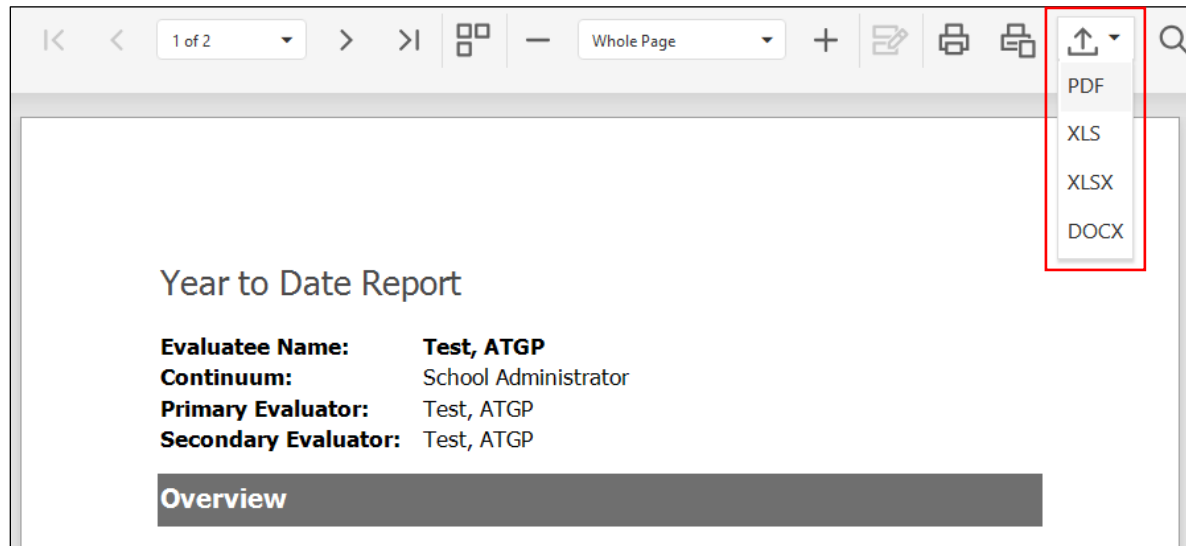 1 of 2
Whole Page
PDF
XLS
XLSX
DOCX
Year to Date Report
Evaluatee Name: Test, ATGP
Continuum: School Administrator
Primary Evaluator: Test, ATGP
Secondary Evaluator: Test, ATGP
Overview